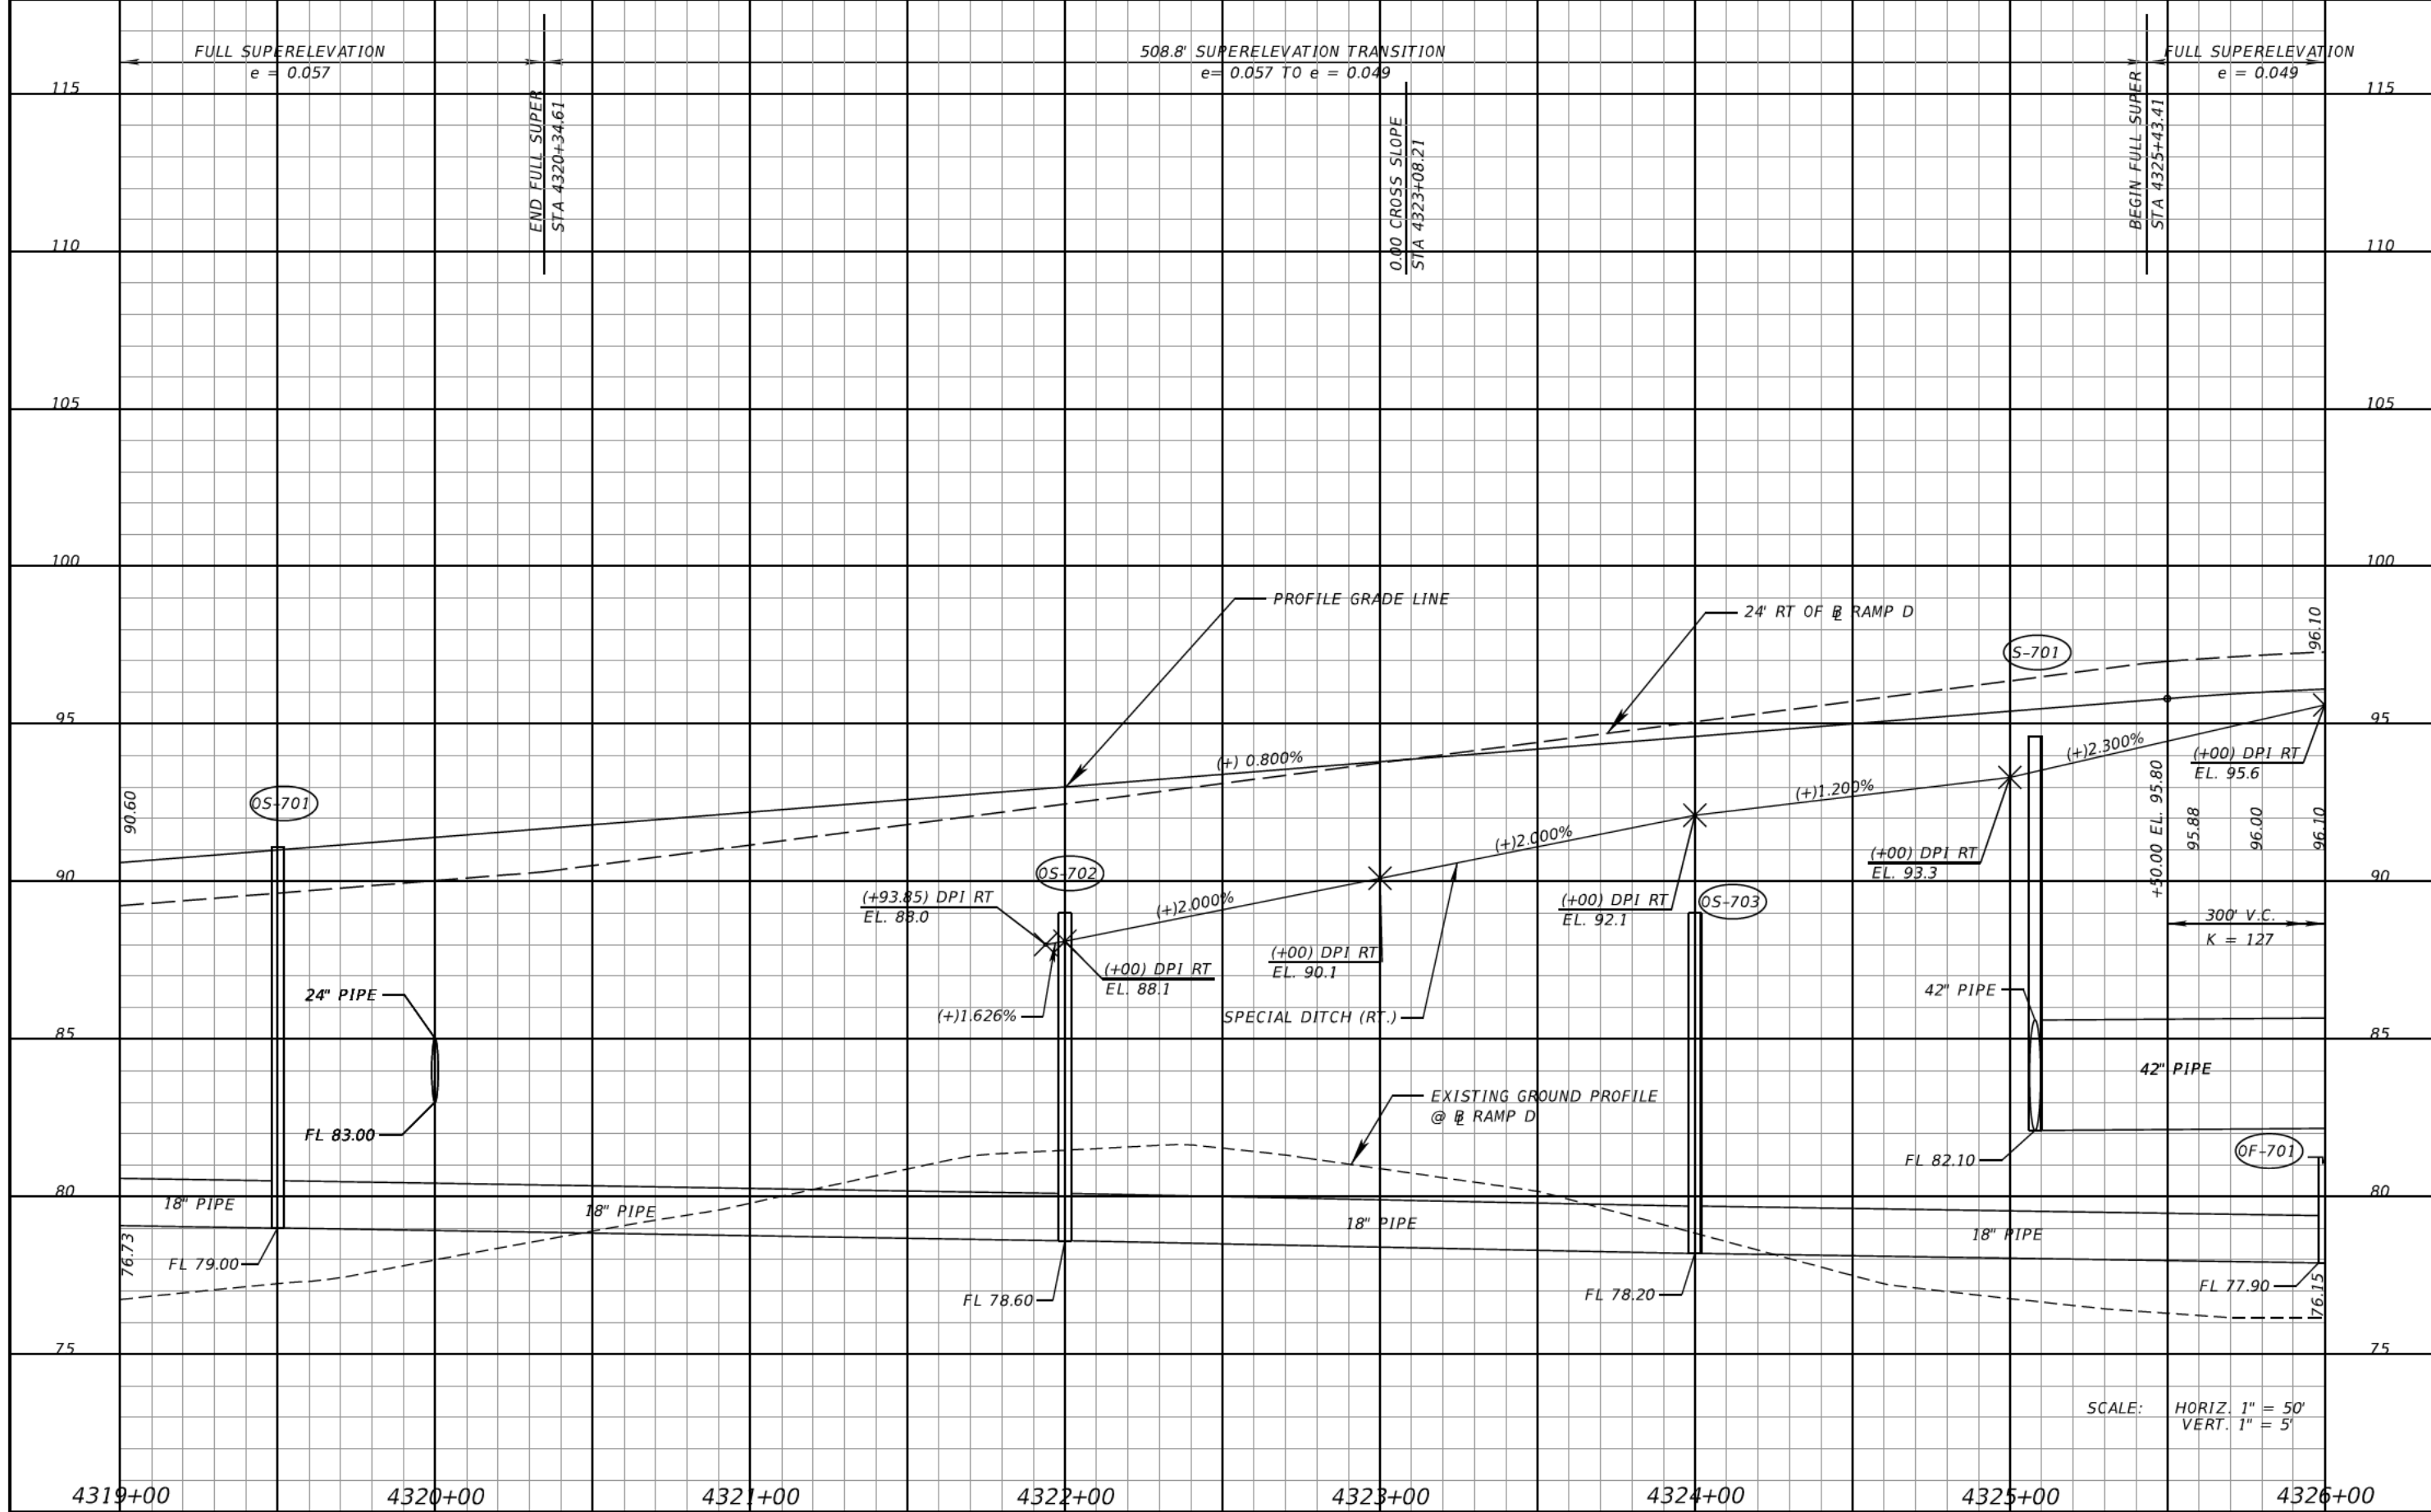 FULL SUPERELEVATION
e = 0.057
508.8' SUPERELEVATION TRANSITION
e= 0.057 TO e = 0.049
FULL SUPERELEVATION
e = 0.049
END FULL SUPER
STA 4320+34.61
0.00 CROSS SLOPE
STA 4323+08.21
BEGIN FULL SUPER
STA 4325+43.41
115
115
110
110
105
105
100
100
PROFILE GRADE LINE
24' RT OF BL RAMP D
96.10
S-701
95
95
(+) 0.800%
(+)2.300%
(+00) DPI RT
EL. 95.6
90.60
OS-701
(+)1.200%
+50.00 EL. 95.80
95.88
96.00
96.10
(+)2.000%
(+00) DPI RT
EL. 93.3
90
90
OS-702
(+93.85) DPI RT
EL. 88.0
(+)2.000%
(+00) DPI RT
EL. 92.1
OS-703
300' V.C.
K = 127
(+00) DPI RT
EL. 90.1
(+00) DPI RT
EL. 88.1
24" PIPE
42" PIPE
(+)1.626%
SPECIAL DITCH (RT.)
85
85
42" PIPE
EXISTING GROUND PROFILE
@ BL RAMP D
FL 83.00
FL 82.10
OF-701
80
80
18" PIPE
18" PIPE
18" PIPE
18" PIPE
76.73
FL 79.00
FL 78.60
FL 78.20
FL 77.90
76.15
75
75
SCALE: HORIZ. 1" = 50'
VERT. 1" = 5'
4319+00
4320+00
4321+00
4322+00
4323+00
4324+00
4325+00
4326+00